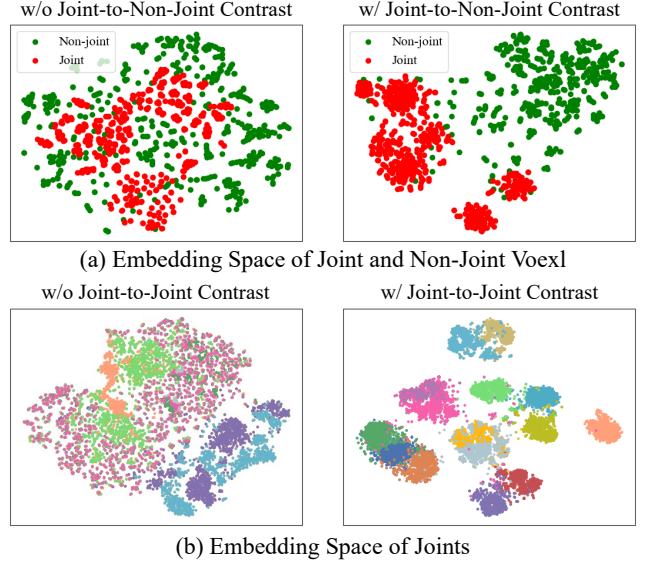 w/o Joint-to-Non-Joint Contrast
w/ Joint-to-Non-Joint Contrast
Non-joint
Joint
Non-joint
Joint
(a) Embedding Space of Joint and Non-Joint Voexl
w/o Joint-to-Joint Contrast
w/ Joint-to-Joint Contrast
(b) Embedding Space of Joints